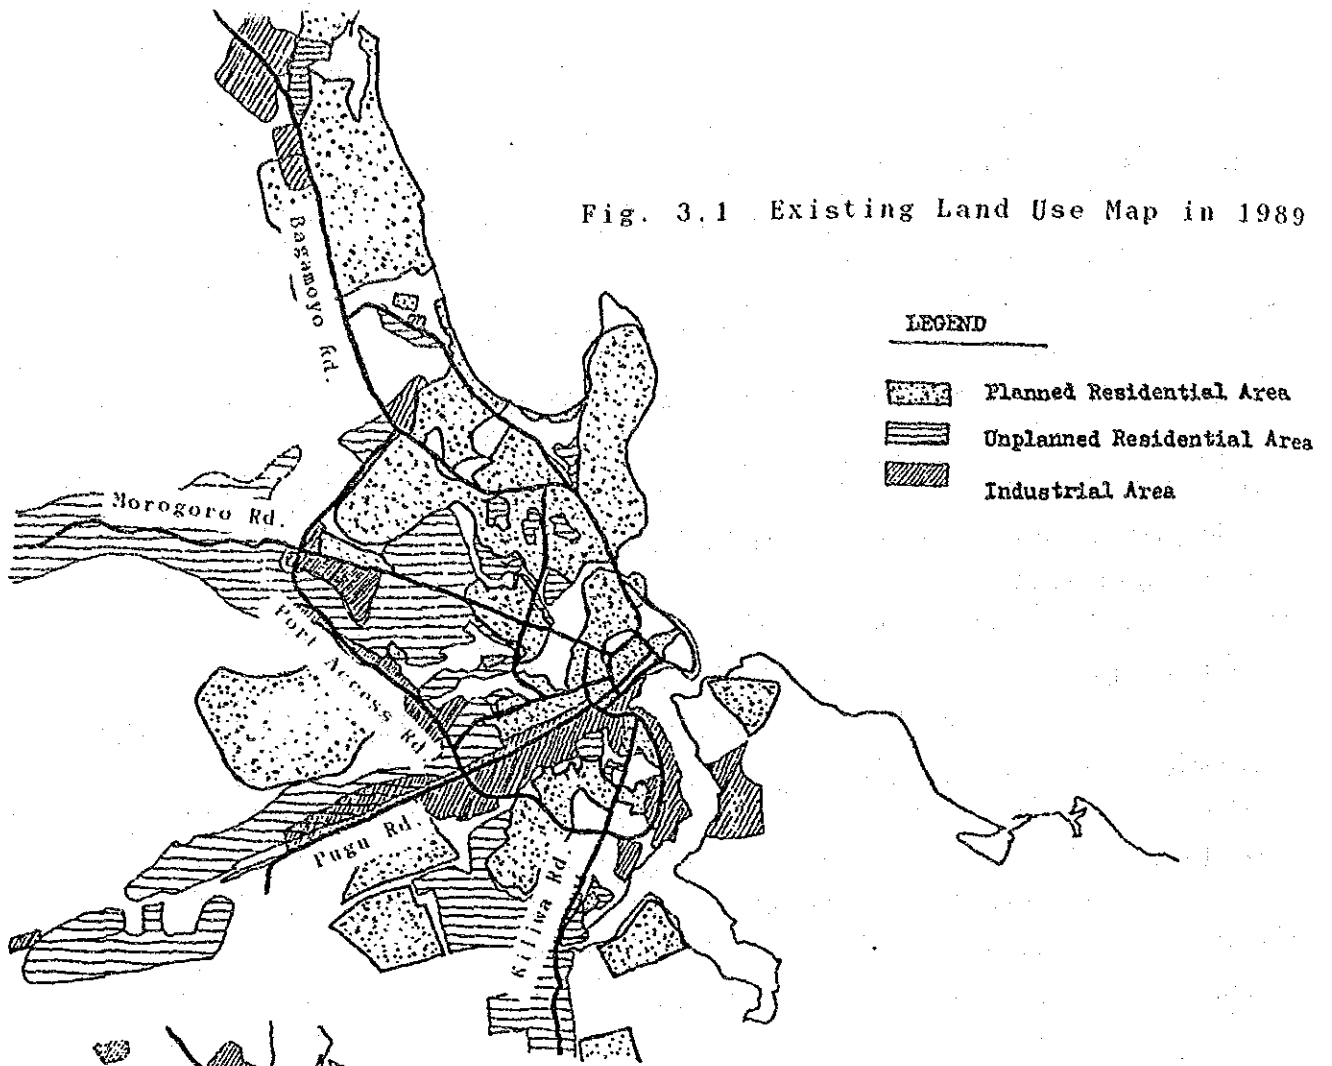 Fig. 3.1 Existing Land Use Map in 1989
LEGEND
Planned Residential Area
Unplanned Residential Area
Industrial Area
Bagamoyo Rd.
Morogoro Rd.
Port Across Rd
Pugu Rd.
Kilwa Rd.